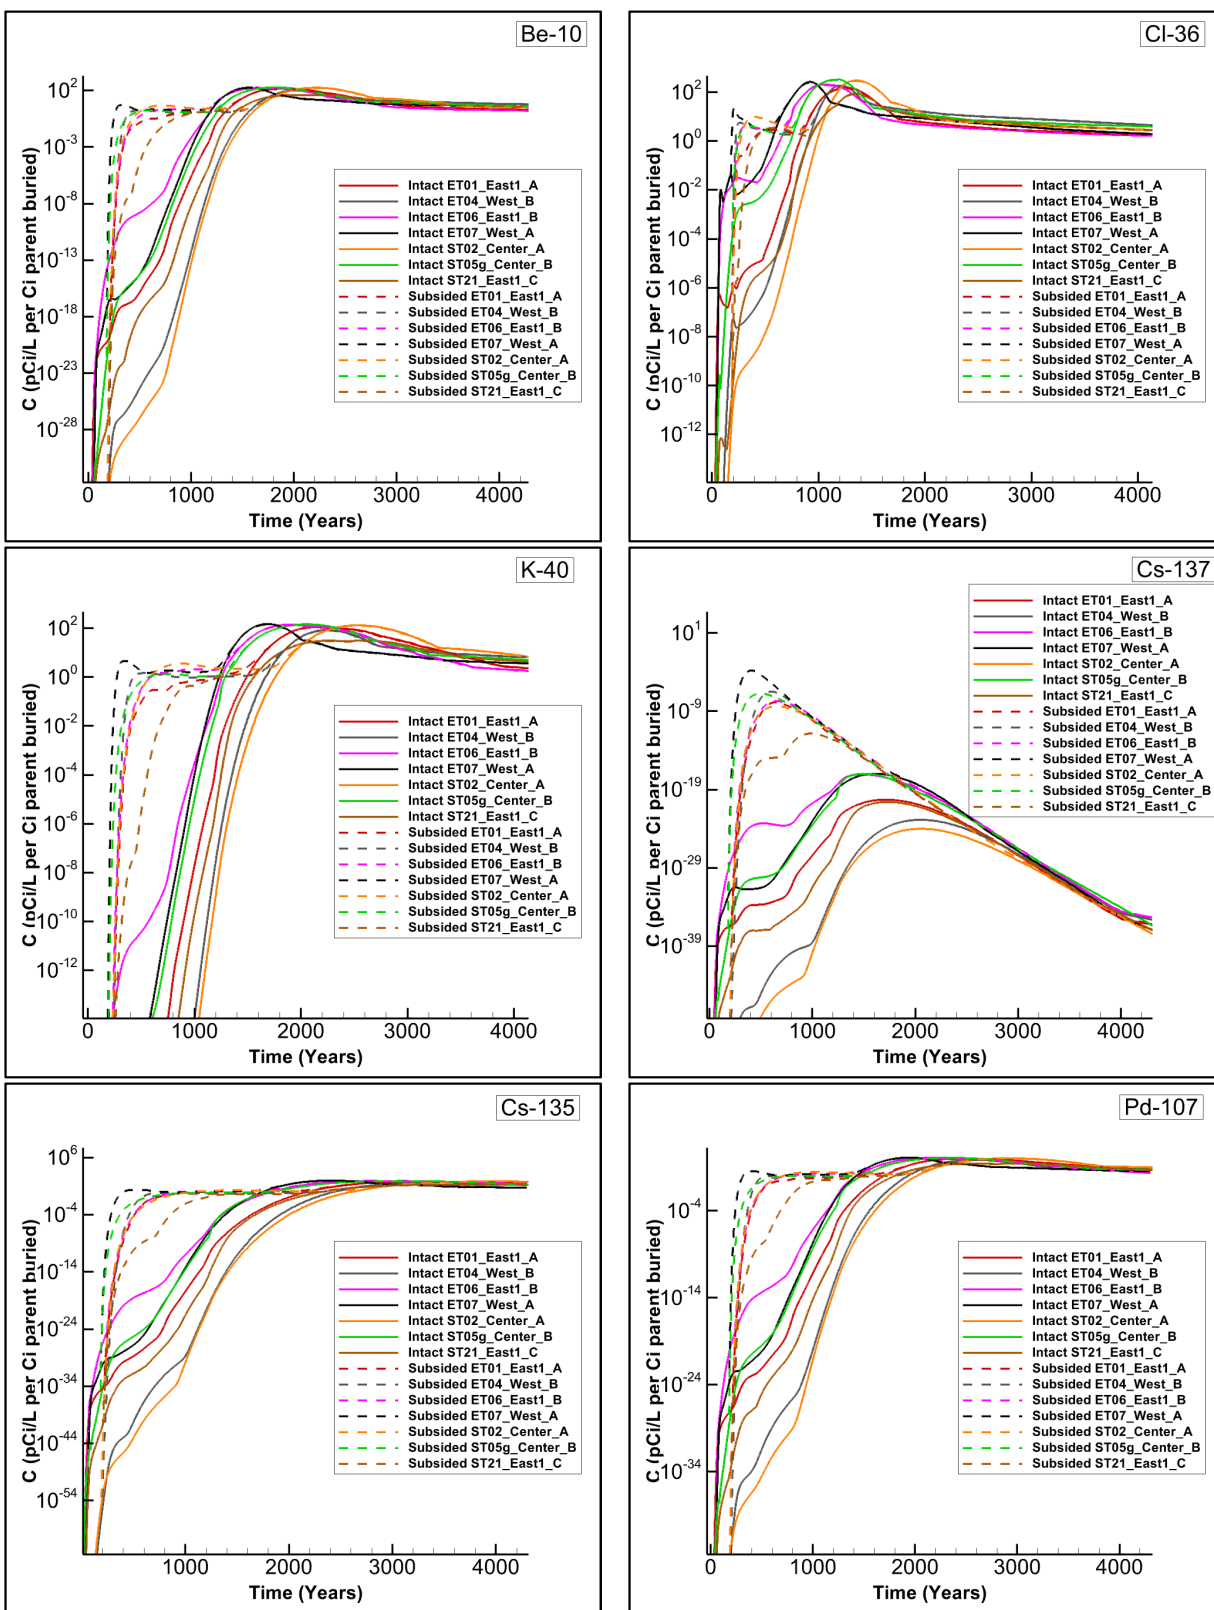 Be-10
C (pCi/L per Ci parent buried)
10^2
10^-3
10^-8
10^-13
10^-18
10^-23
10^-28
Intact ET01_East1_A
Intact ET04_West_B
Intact ET06_East1_B
Intact ET07_West_A
Intact ST02_Center_A
Intact ST05g_Center_B
Intact ST21_East1_C
Subsided ET01_East1_A
Subsided ET04_West_B
Subsided ET06_East1_B
Subsided ET07_West_A
Subsided ST02_Center_A
Subsided ST05g_Center_B
Subsided ST21_East1_C
0 1000 2000 3000 4000
Time (Years)
Cl-36
C (pCi/L per Ci parent buried)
10^2
10^0
10^-2
10^-4
10^-6
10^-8
10^-10
10^-12
Intact ET01_East1_A
Intact ET04_West_B
Intact ET06_East1_B
Intact ET07_West_A
Intact ST02_Center_A
Intact ST05g_Center_B
Intact ST21_East1_C
Subsided ET01_East1_A
Subsided ET04_West_B
Subsided ET06_East1_B
Subsided ET07_West_A
Subsided ST02_Center_A
Subsided ST05g_Center_B
Subsided ST21_East1_C
0 1000 2000 3000 4000
Time (Years)
K-40
C (pCi/L per Ci parent buried)
10^2
10^0
10^-2
10^-4
10^-6
10^-8
10^-10
10^-12
Intact ET01_East1_A
Intact ET04_West_B
Intact ET06_East1_B
Intact ET07_West_A
Intact ST02_Center_A
Intact ST05g_Center_B
Intact ST21_East1_C
Subsided ET01_East1_A
Subsided ET04_West_B
Subsided ET06_East1_B
Subsided ET07_West_A
Subsided ST02_Center_A
Subsided ST05g_Center_B
Subsided ST21_East1_C
0 1000 2000 3000 4000
Time (Years)
Cs-137
C (pCi/L per Ci parent buried)
10^1
10^-9
10^-19
10^-29
10^-39
Intact ET01_East1_A
Intact ET04_West_B
Intact ET06_East1_B
Intact ET07_West_A
Intact ST02_Center_A
Intact ST05g_Center_B
Intact ST21_East1_C
Subsided ET01_East1_A
Subsided ET04_West_B
Subsided ET06_East1_B
Subsided ET07_West_A
Subsided ST02_Center_A
Subsided ST05g_Center_B
Subsided ST21_East1_C
0 1000 2000 3000 4000
Time (Years)
Cs-135
C (pCi/L per Ci parent buried)
10^6
10^-4
10^-14
10^-24
10^-34
10^-44
10^-54
Intact ET01_East1_A
Intact ET04_West_B
Intact ET06_East1_B
Intact ET07_West_A
Intact ST02_Center_A
Intact ST05g_Center_B
Intact ST21_East1_C
Subsided ET01_East1_A
Subsided ET04_West_B
Subsided ET06_East1_B
Subsided ET07_West_A
Subsided ST02_Center_A
Subsided ST05g_Center_B
Subsided ST21_East1_C
0 1000 2000 3000 4000
Time (Years)
Pd-107
C (pCi/L per Ci parent buried)
10^-4
10^-14
10^-24
10^-34
Intact ET01_East1_A
Intact ET04_West_B
Intact ET06_East1_B
Intact ET07_West_A
Intact ST02_Center_A
Intact ST05g_Center_B
Intact ST21_East1_C
Subsided ET01_East1_A
Subsided ET04_West_B
Subsided ET06_East1_B
Subsided ET07_West_A
Subsided ST02_Center_A
Subsided ST05g_Center_B
Subsided ST21_East1_C
0 1000 2000 3000 4000
Time (Years)